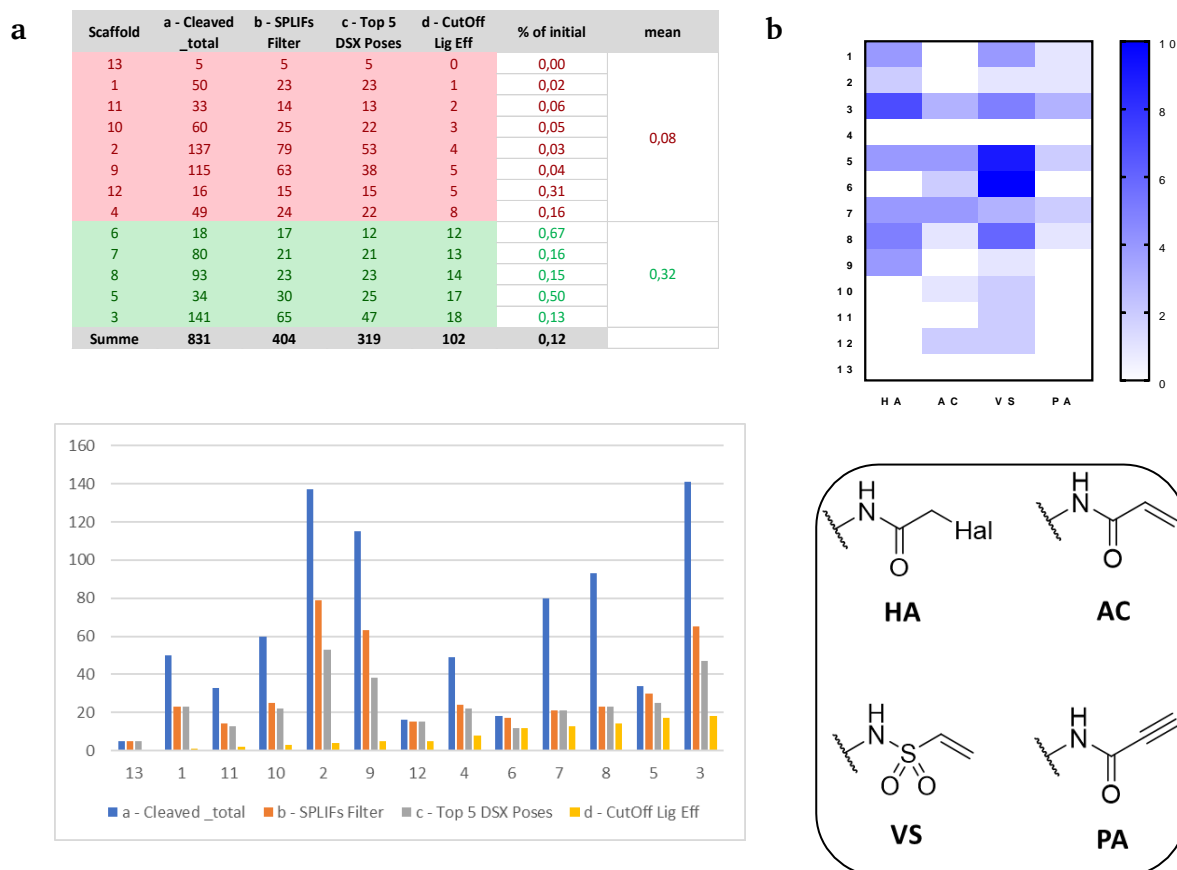 a
Scaffold a - Cleaved _total b - SPLIFs Filter c - Top 5 DSX Poses d - CutOff Lig Eff % of initial mean
13 5 5 5 0 0,00
1 50 23 23 1 0,02
11 33 14 13 2 0,06
10 60 25 22 3 0,05
2 137 79 53 4 0,03
0,08
9 115 63 38 5 0,04
12 16 15 15 5 0,31
4 49 24 22 8 0,16
6 18 17 12 12 0,67
7 80 21 21 13 0,16
8 93 23 23 14 0,15
0,32
5 34 30 25 17 0,50
3 141 65 47 18 0,13
Summe 831 404 319 102 0,12
b
1
2
3
4
5
6
7
8
9
10
11
12
13
HA AC VS PA
10
8
6
4
2
0
160
140
120
100
80
60
40
20
0
13 1 11 10 2 9 12 4 6 7 8 5 3
a - Cleaved _total b - SPLIFs Filter c - Top 5 DSX Poses d - CutOff Lig Eff
H
N
Hal
O
HA
H
N
O
AC
H
N
S
O O
VS
H
N
O
PA